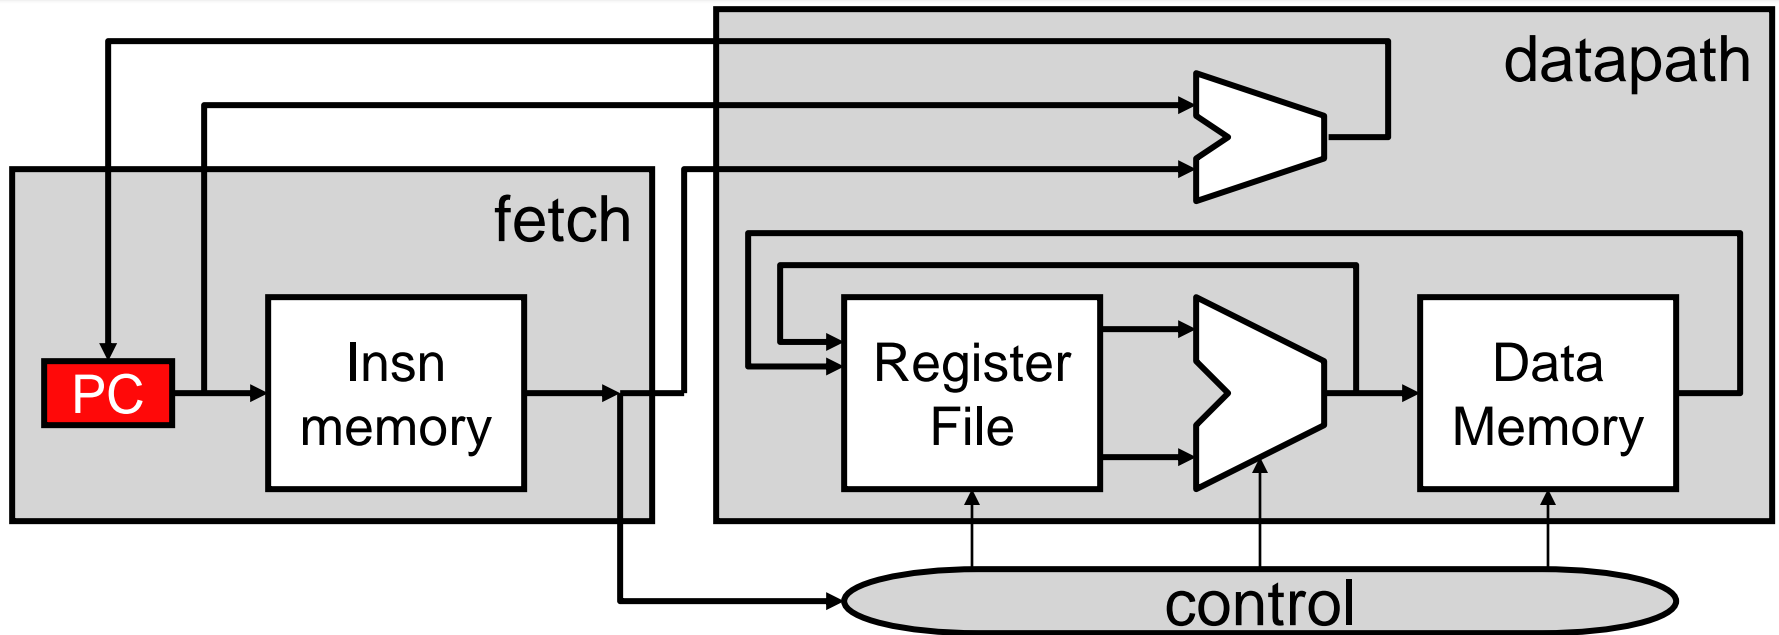 datapath
fetch
PC
Insn
memory
Register
File
Data
Memory
control